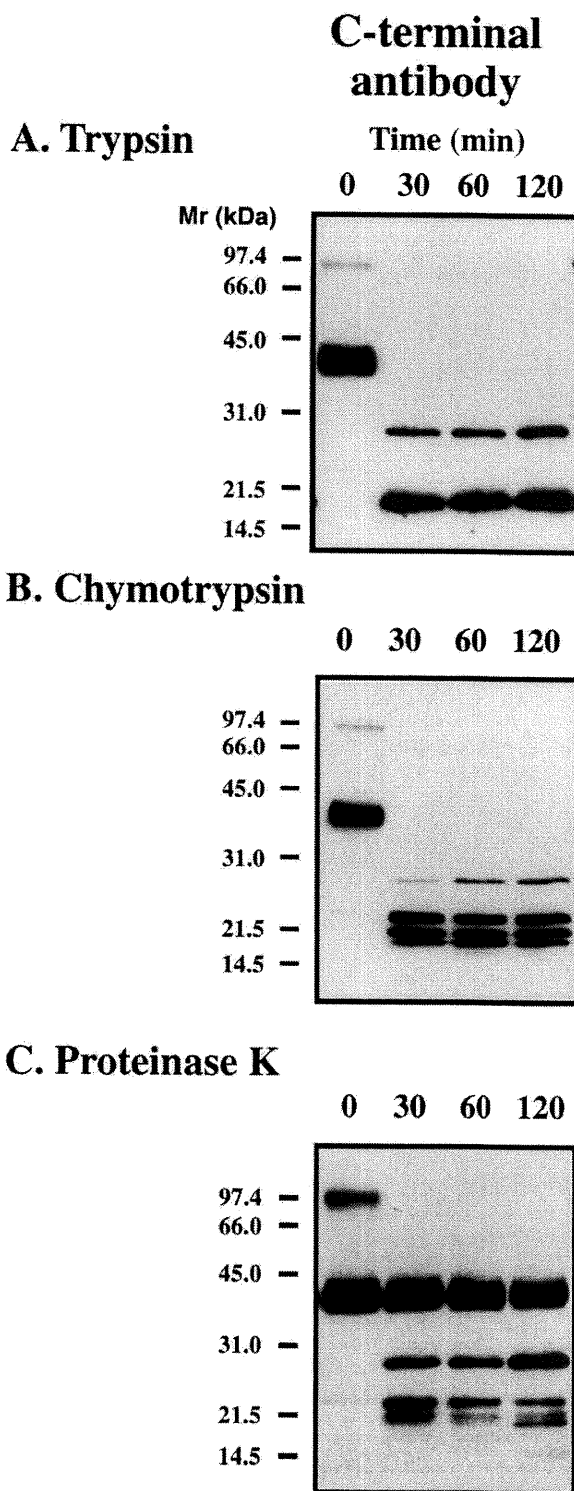 C-terminal
antibody
A. Trypsin
Time (min)
0 30 60 120
Mr (kDa)
97.4
66.0
45.0
31.0
21.5
14.5
B. Chymotrypsin
0 30 60 120
97.4
66.0
45.0
31.0
21.5
14.5
C. Proteinase K
0 30 60 120
97.4
66.0
45.0
31.0
21.5
14.5